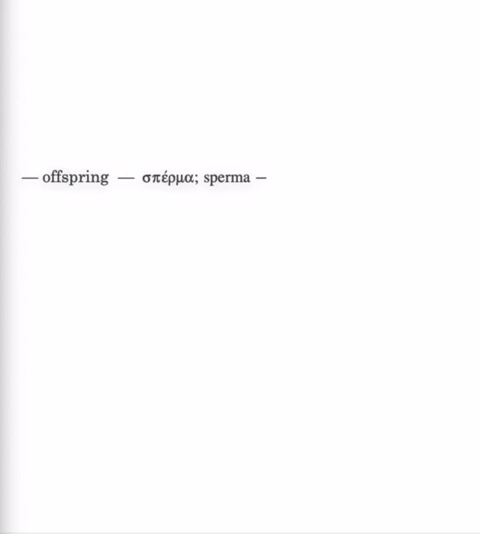 — offspring — σπέρμα; sperma –